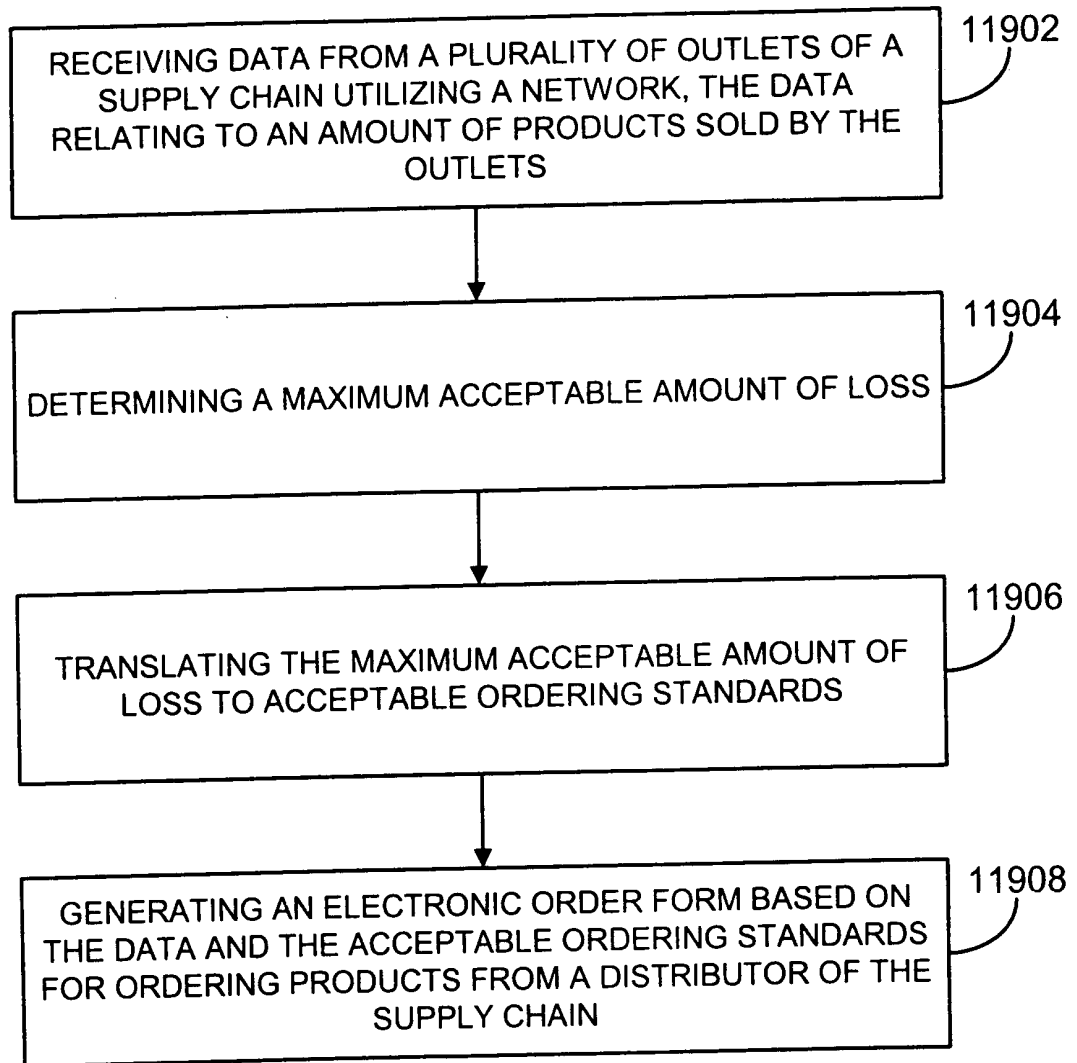 RECEIVING DATA FROM A PLURALITY OF OUTLETS OF A
SUPPLY CHAIN UTILIZING A NETWORK, THE DATA
RELATING TO AN AMOUNT OF PRODUCTS SOLD BY THE
OUTLETS
11902
DETERMINING A MAXIMUM ACCEPTABLE AMOUNT OF LOSS
11904
TRANSLATING THE MAXIMUM ACCEPTABLE AMOUNT OF
LOSS TO ACCEPTABLE ORDERING STANDARDS
11906
GENERATING AN ELECTRONIC ORDER FORM BASED ON
THE DATA AND THE ACCEPTABLE ORDERING STANDARDS
FOR ORDERING PRODUCTS FROM A DISTRIBUTOR OF THE
SUPPLY CHAIN
11908